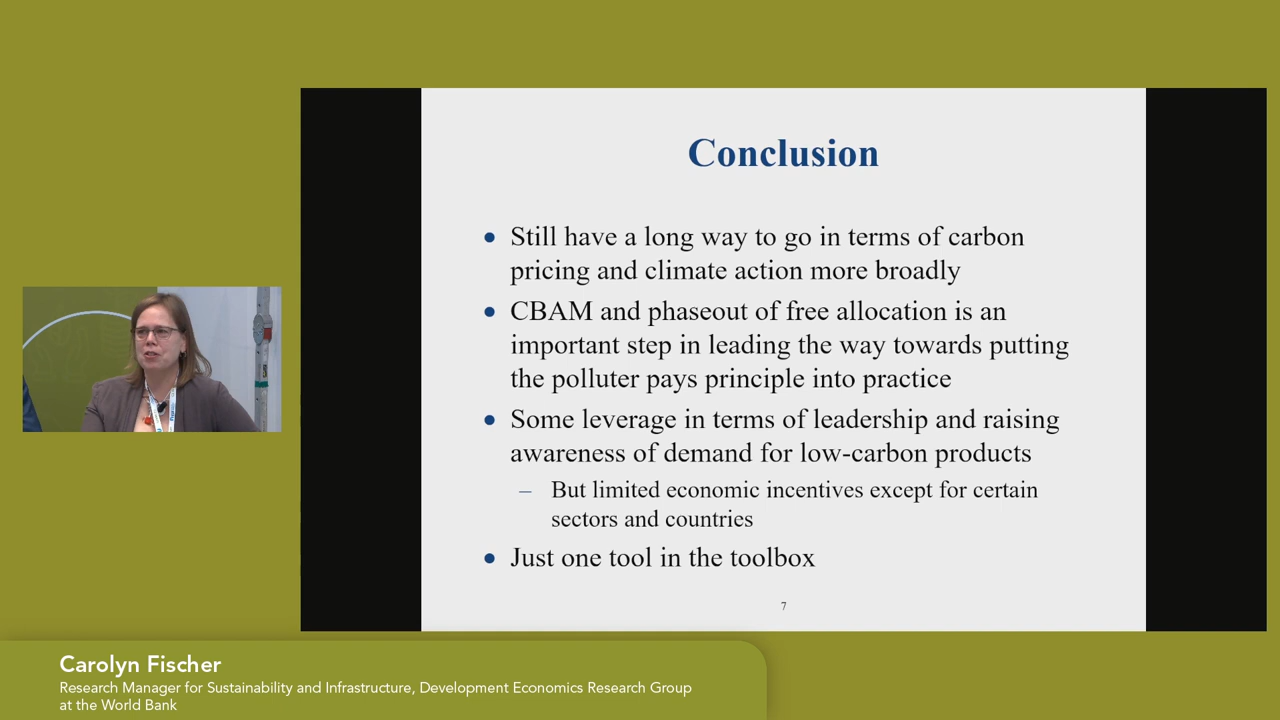 Conclusion
• Still have a long way to go in terms of carbon
pricing and climate action more broadly
• CBAM and phaseout of free allocation is an
important step in leading the way towards putting
the polluter pays principle into practice
• Some leverage in terms of leadership and raising
awareness of demand for low-carbon products
– But limited economic incentives except for certain
sectors and countries
• Just one tool in the toolbox
7
Carolyn Fischer
Research Manager for Sustainability and Infrastructure, Development Economics Research Group
at the World Bank